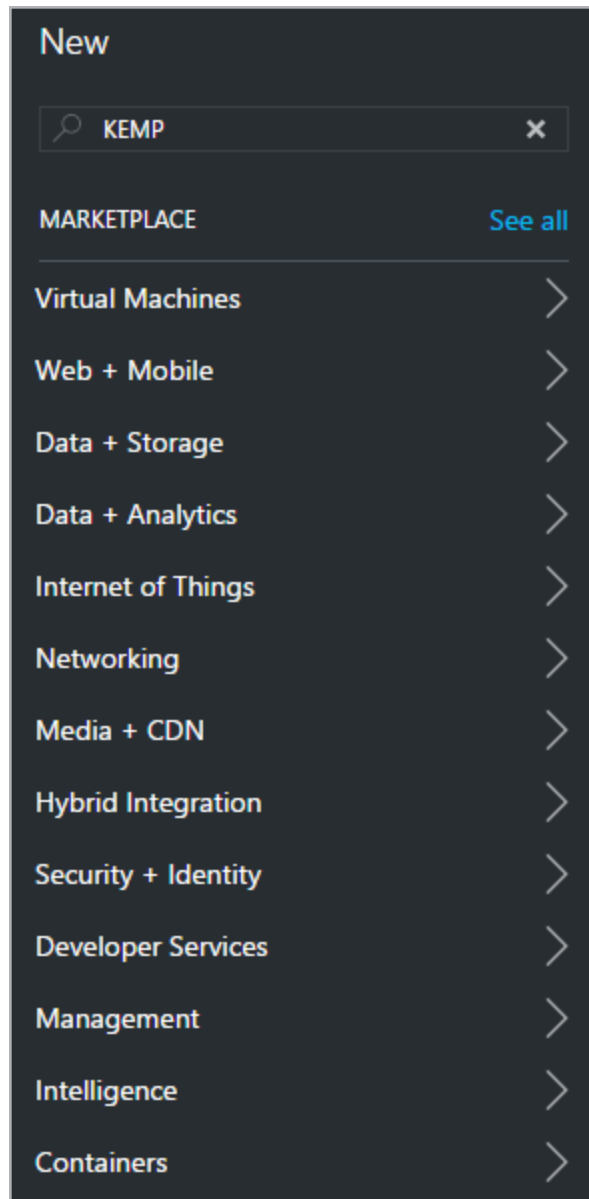 New
KEMP
MARKETPLACE See all
Virtual Machines
Web + Mobile
Data + Storage
Data + Analytics
Internet of Things
Networking
Media + CDN
Hybrid Integration
Security + Identity
Developer Services
Management
Intelligence
Containers